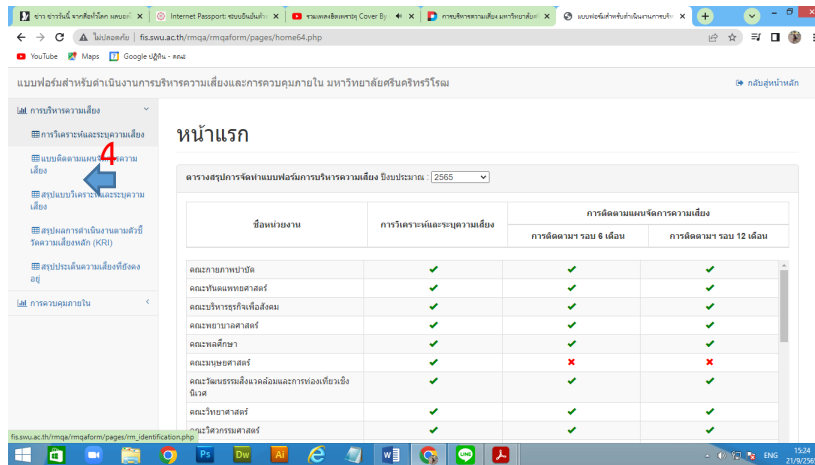 ข่าว ข่าววันนี้ จากสื่อทั่วโลก
Internet Passport: ระบบยืนยันตัว
Cover By
การบริหารความเสี่ยง
แบบฟอร์มสำหรับดำเนินงานการบริ
ไม่ปลอดภัย | fis.swu.ac.th/rmqa/rmqaform/pages/home64.php
YouTube Maps Google ปฏิทิน -
แบบฟอร์มสำหรับดำเนินงานการบริหารความเสี่ยงและการควบคุมภายใน มหาวิทยาลัยศรีนครินทรวิโรฒ
กลับสู่หน้าหลัก
การบริหารความเสี่ยง
การวิเคราะห์และระบุความเสี่ยง
4
แบบติดตามแผนจัดการความ
เสี่ยง
สรุปแบบวิเคราะห์และระบุความ
เสี่ยง
สรุปผลการดำเนินงานตามตัวชี้
วัดความเสี่ยงหลัก (KRI)
สรุปประเด็นความเสี่ยงที่ยังคง
อยู่
การควบคุมภายใน
หน้าแรก
ตารางสรุปการจัดทำแบบฟอร์มการบริหารความเสี่ยง ปีงบประมาณ : 2565
ชื่อหน่วยงาน
การวิเคราะห์และระบุความเสี่ยง
การติดตามแผนจัดการความเสี่ยง
การติดตามฯ รอบ 6 เดือน
การติดตามฯ รอบ 12 เดือน
คณะกายภาพบำบัด
คณะทันตแพทยศาสตร์
คณะบริหารธุรกิจเพื่อสังคม
คณะพยาบาลศาสตร์
คณะพลศึกษา
คณะมนุษยศาสตร์
คณะวัฒนธรรมสิ่งแวดล้อมและการท่องเที่ยวเชิง
นิเวศ
คณะวิทยาศาสตร์
คณะวิศวกรรมศาสตร์
fis.swu.ac.th/rmqa/rmqaform/pages/rm_identification.php
Ps Dw Ai
LINE
ENG
15:24